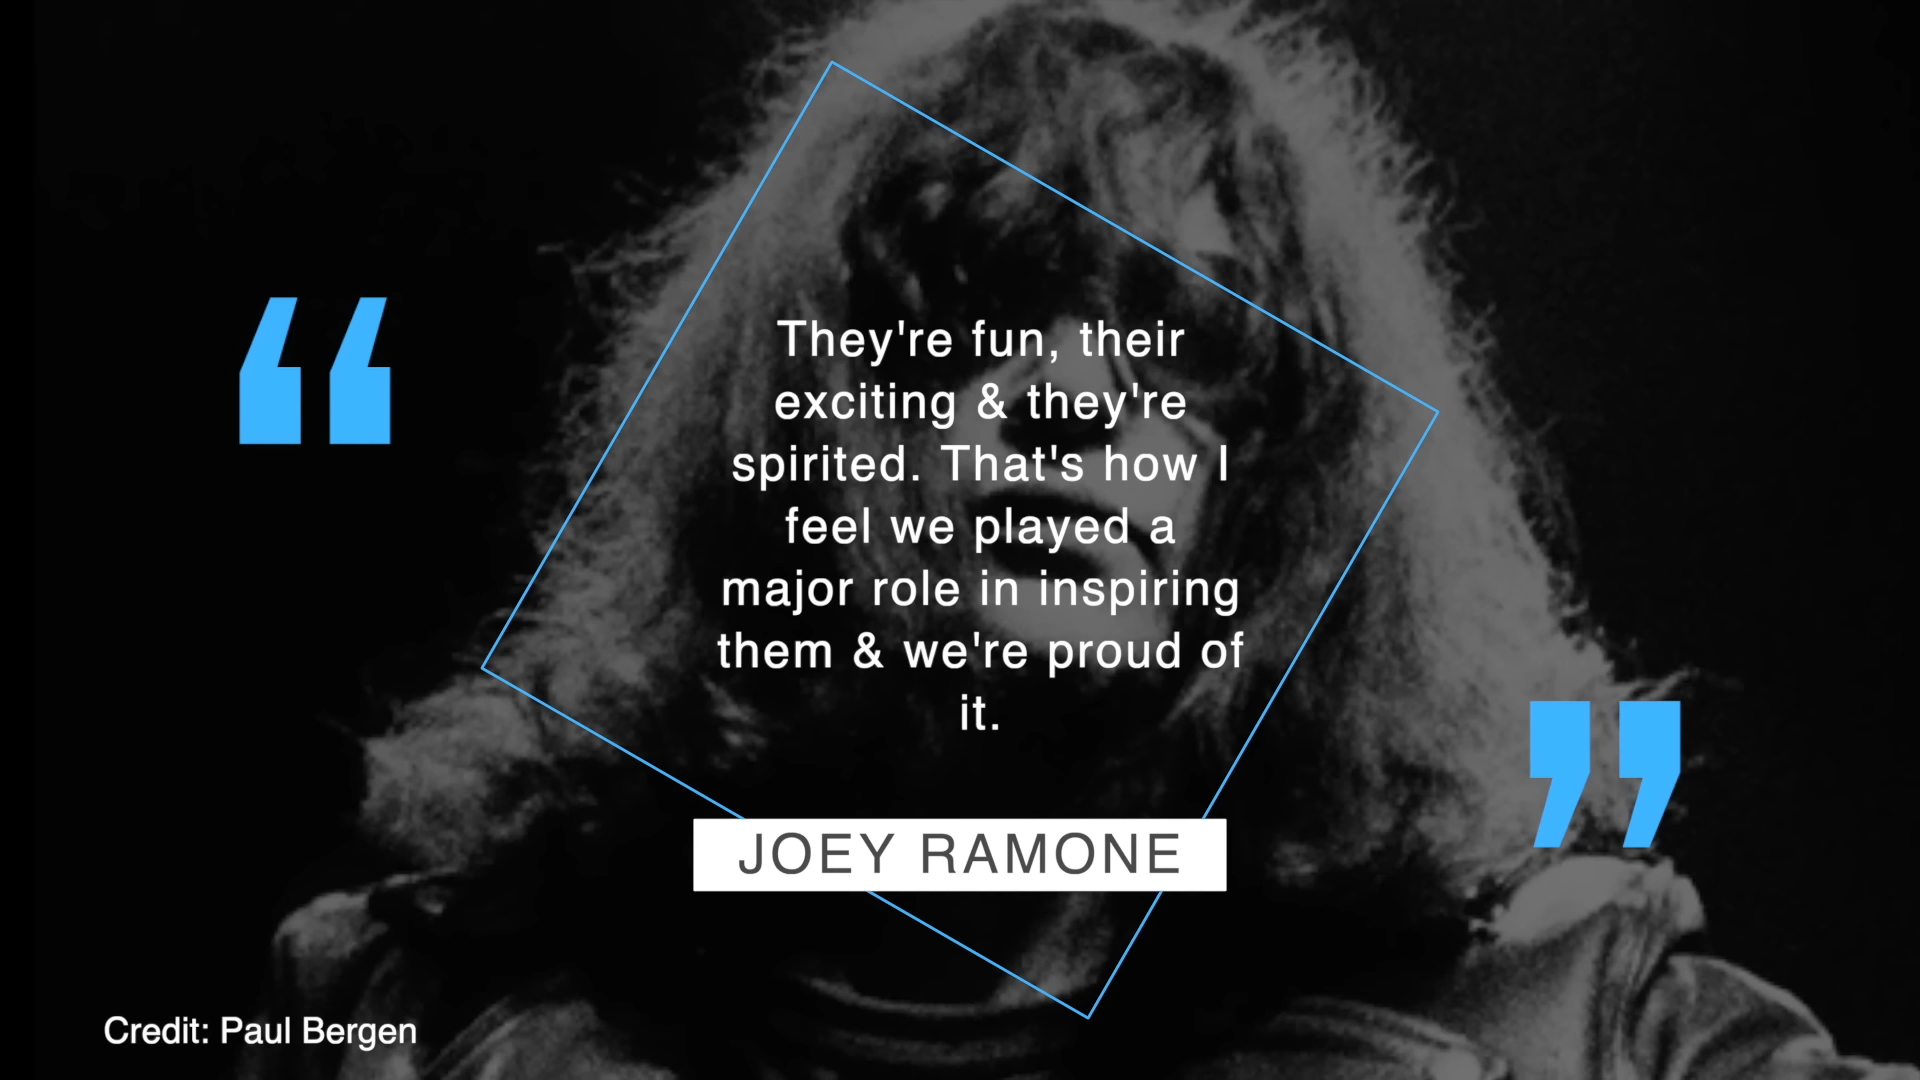 They're fun, their
exciting & they're
spirited. That's how I
feel we played a
major role in inspiring
them & we're proud of
it.
JOEY RAMONE
Credit: Paul Bergen